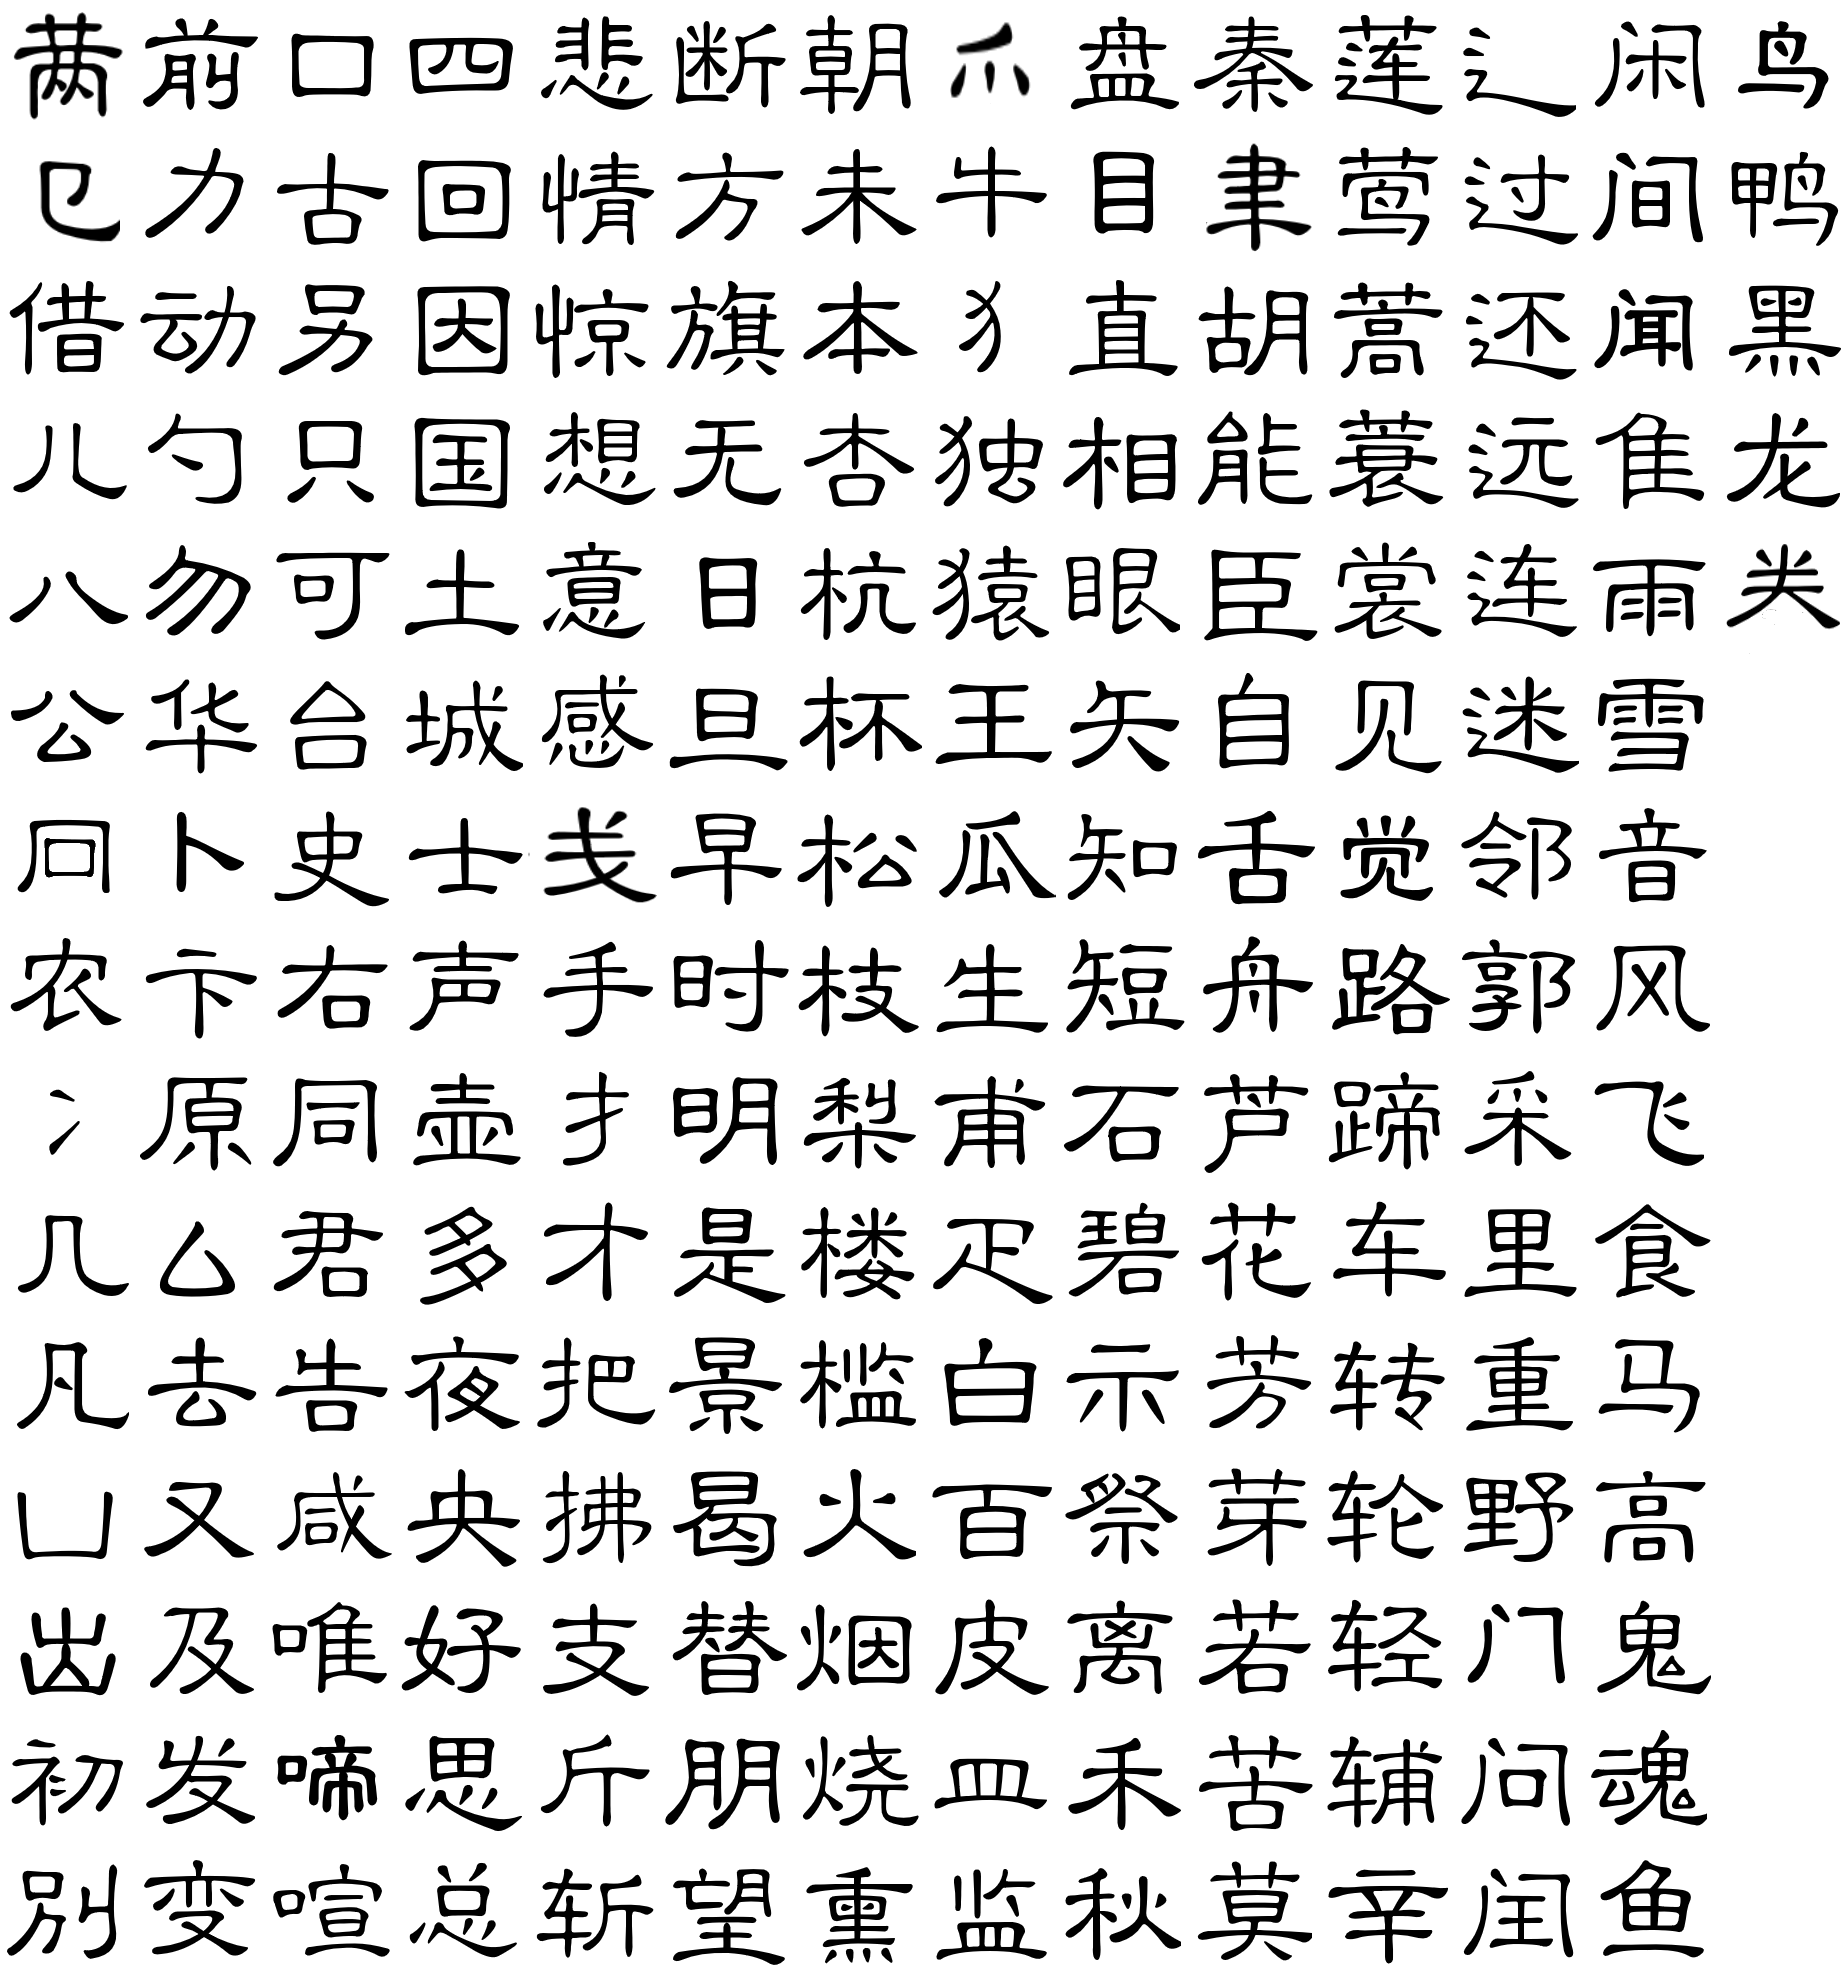 前口四悲断朝盘秦莲辶闲鸟
力古回情方未牛目莺过间鸭
借动另因惊旗本犭直胡蒿还闻黑
儿勺只国想无杏独相能蓑远隹龙
八勿可土意日杭猿眼臣裳连雨
公华台城感旦杯王矢自见迷雪
冋卜史士戋早松瓜知舌觉邻音
农卞右声手时枝生短舟路郭风
冫原同壶扌明梨甫石芦蹄采飞
几厶君多才是楼疋碧花车里食
凡去告夜把景槛白示芳转重马
凵又咸央拂曷火百祭芽轮野高
出及唯好支替烟皮离若轻门鬼
初发啼思斤朋烧皿禾苦辅问魂
别变喧总斩望熏监秋莫辛闰鱼